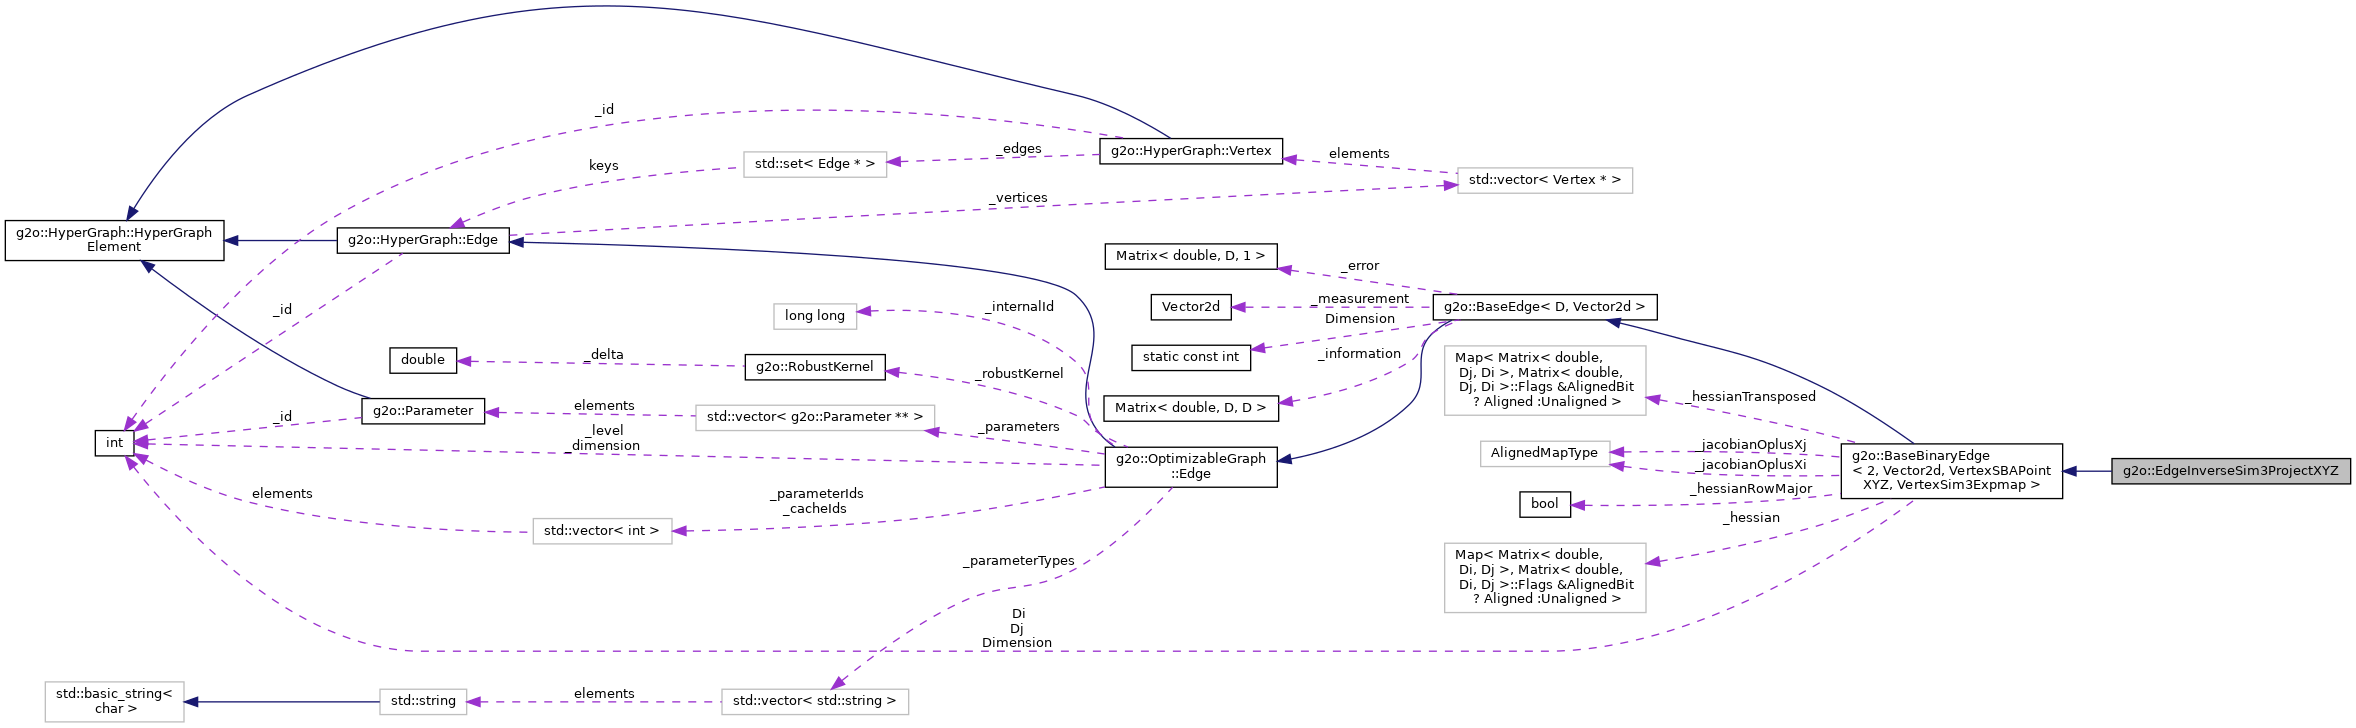 _id
g2o::HyperGraph::Vertex
_edges
elements
std::set< Edge * >
keys
std::vector< Vertex * >
_vertices
g2o::HyperGraph::HyperGraph
Element
g2o::HyperGraph::Edge
Matrix< double, D, 1 >
_error
_id
_internalId
long long
Vector2d
_measurement
g2o::BaseEdge< D, Vector2d >
Dimension
static const int
_information
double
_delta
g2o::RobustKernel
_robustKernel
Map< Matrix< double,
Dj, Di >, Matrix< double,
Dj, Di >::Flags &AlignedBit
? Aligned :Unaligned >
_hessianTransposed
g2o::Parameter
_id
elements
std::vector< g2o::Parameter ** >
_parameters
Matrix< double, D, D >
int
_level
_dimension
g2o::OptimizableGraph
::Edge
AlignedMapType
_jacobianOplusXj
_jacobianOplusXi
g2o::BaseBinaryEdge
< 2, Vector2d, VertexSBAPoint
XYZ, VertexSim3Expmap >
g2o::EdgeInverseSim3ProjectXYZ
elements
_parameterIds
_cacheIds
std::vector< int >
bool
_hessianRowMajor
_hessian
Map< Matrix< double,
Di, Dj >, Matrix< double,
Di, Dj >::Flags &AlignedBit
? Aligned :Unaligned >
_parameterTypes
Di
Dj
Dimension
std::basic_string<
char >
std::string
elements
std::vector< std::string >